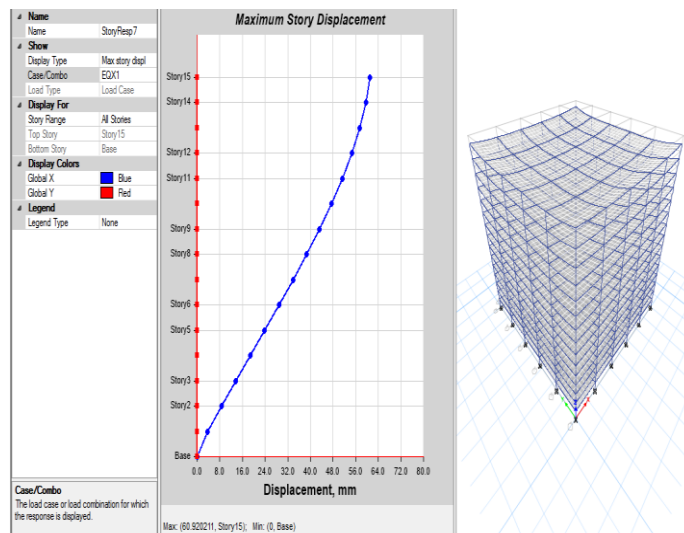 Name
Name StoryResp7
Show
Display Type Max story displ
Case/Combo EQX1
Load Type Load Case
Display For
Story Range All Stories
Top Story Story15
Bottom Story Base
Display Colors
Global X Blue
Global Y Red
Legend
Legend Type None
Case/Combo
The load case or load combination for which
the response is displayed.
Maximum Story Displacement
Story15
Story14
Story12
Story11
Story9
Story8
Story6
Story5
Story3
Story2
Base
0.0 8.0 16.0 24.0 32.0 40.0 48.0 56.0 64.0 72.0 80.0
Displacement, mm
Max: (60.920211, Story15); Min: (0, Base)